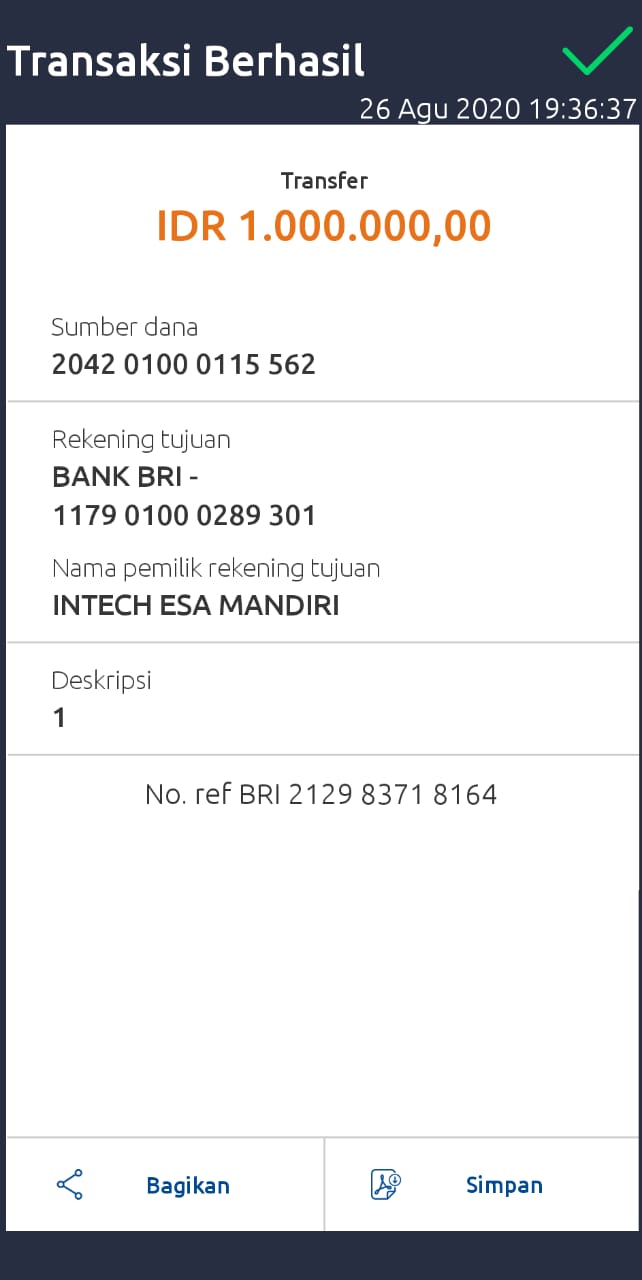 Transaksi Berhasil
26 Agu 2020 19:36:37
Transfer
IDR 1.000.000,00
Sumber dana
2042 0100 0115 562
Rekening tujuan
BANK BRI -
1179 0100 0289 301
Nama pemilik rekening tujuan
INTECH ESA MANDIRI
Deskripsi
1
No. ref BRI 2129 8371 8164
Bagikan
Simpan